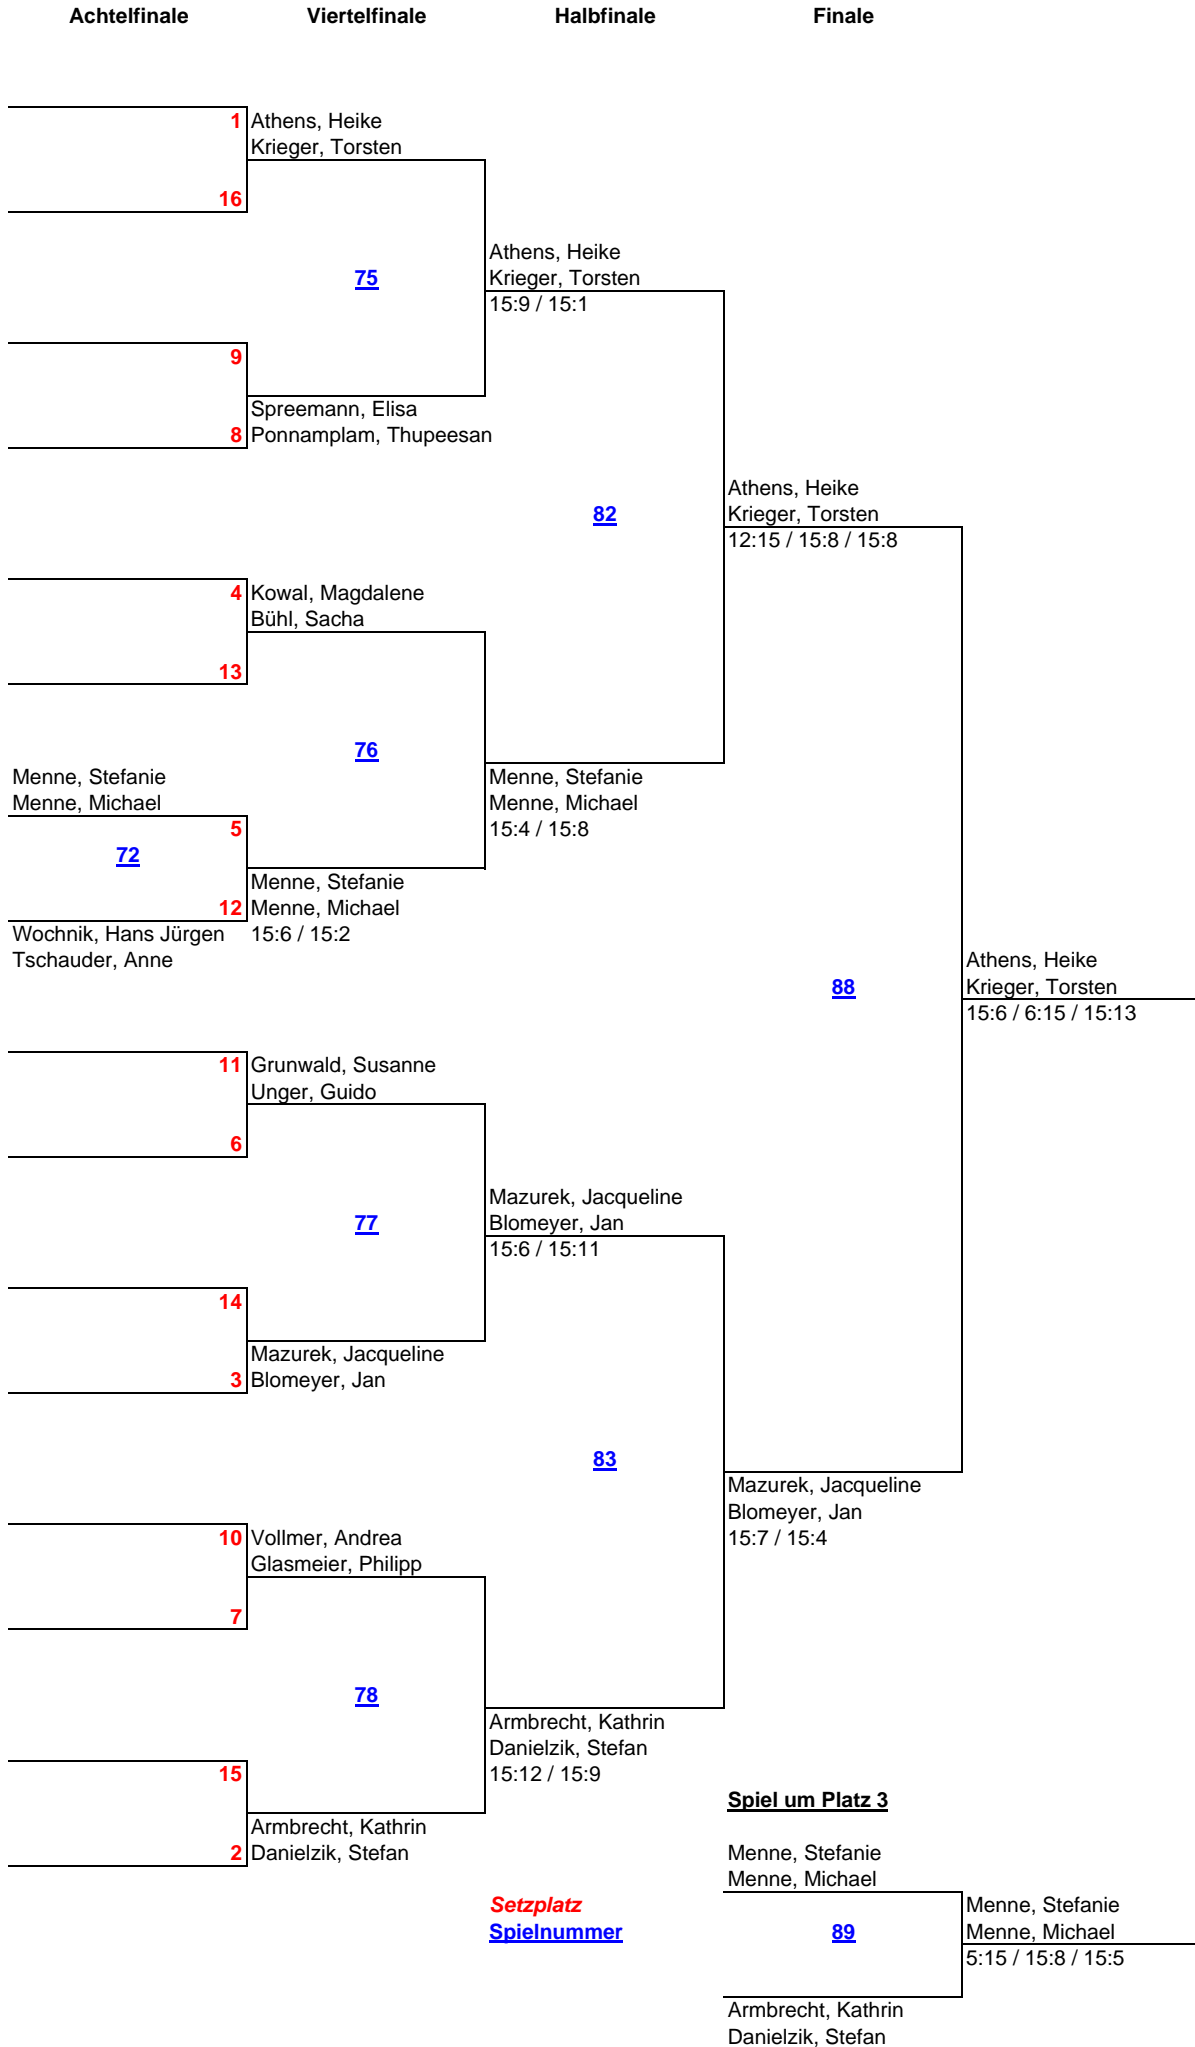 Achtelfinale Viertelfinale Halbfinale Finale
1 Athens, Heike
Krieger, Torsten
16
Athens, Heike
75 Krieger, Torsten
15:9 / 15:1
9
Spreemann, Elisa
8 Ponnamplam, Thupeesan
Athens, Heike
82 Krieger, Torsten
12:15 / 15:8 / 15:8
4 Kowal, Magdalene
Bühl, Sacha
13
76
Menne, Stefanie Menne, Stefanie
Menne, Michael Menne, Michael
5 15:4 / 15:8
72
Menne, Stefanie
12 Menne, Michael
Wochnik, Hans Jürgen 15:6 / 15:2
Tschauder, Anne Athens, Heike
88 Krieger, Torsten
15:6 / 6:15 / 15:13
11 Grunwald, Susanne
Unger, Guido
6
Mazurek, Jacqueline
77 Blomeyer, Jan
15:6 / 15:11
14
Mazurek, Jacqueline
3 Blomeyer, Jan
83
Mazurek, Jacqueline
Blomeyer, Jan
10 Vollmer, Andrea 15:7 / 15:4
Glasmeier, Philipp
7
78
Armbrecht, Kathrin
Danielzik, Stefan
15 15:12 / 15:9
Spiel um Platz 3
Armbrecht, Kathrin
2 Danielzik, Stefan Menne, Stefanie
Menne, Michael
Setzplatz Menne, Stefanie
Spielnummer 89 Menne, Michael
5:15 / 15:8 / 15:5
Armbrecht, Kathrin
Danielzik, Stefan